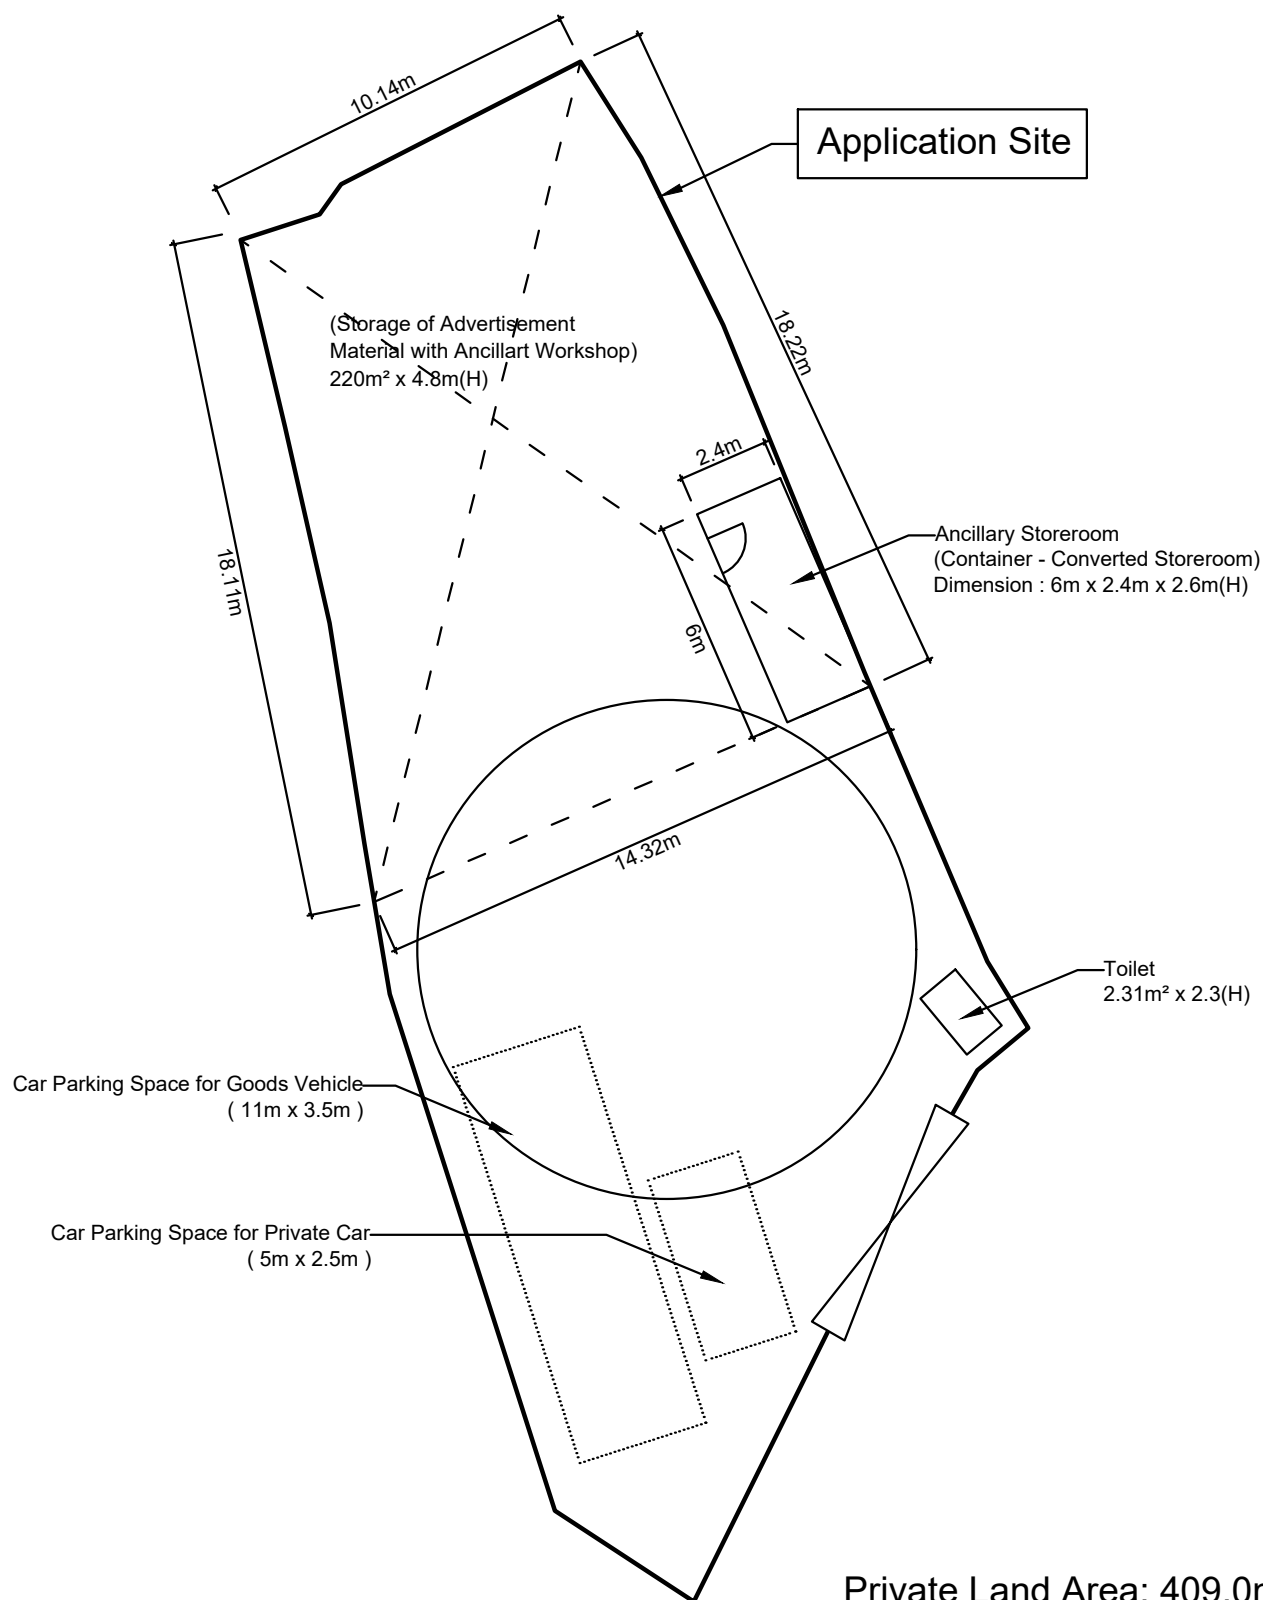 10.14m
Application Site
(Storage of Advertisement
Material with Ancillart Workshop)
220m² x 4.8m(H)
18.22m
2.4m
Ancillary Storeroom
(Container - Converted Storeroom)
Dimension : 6m x 2.4m x 2.6m(H)
18.11m
6m
14.32m
Toilet
2.31m² x 2.3(H)
Car Parking Space for Goods Vehicle
( 11m x 3.5m )
Car Parking Space for Private Car
( 5m x 2.5m )
Private Land Area: 409.0